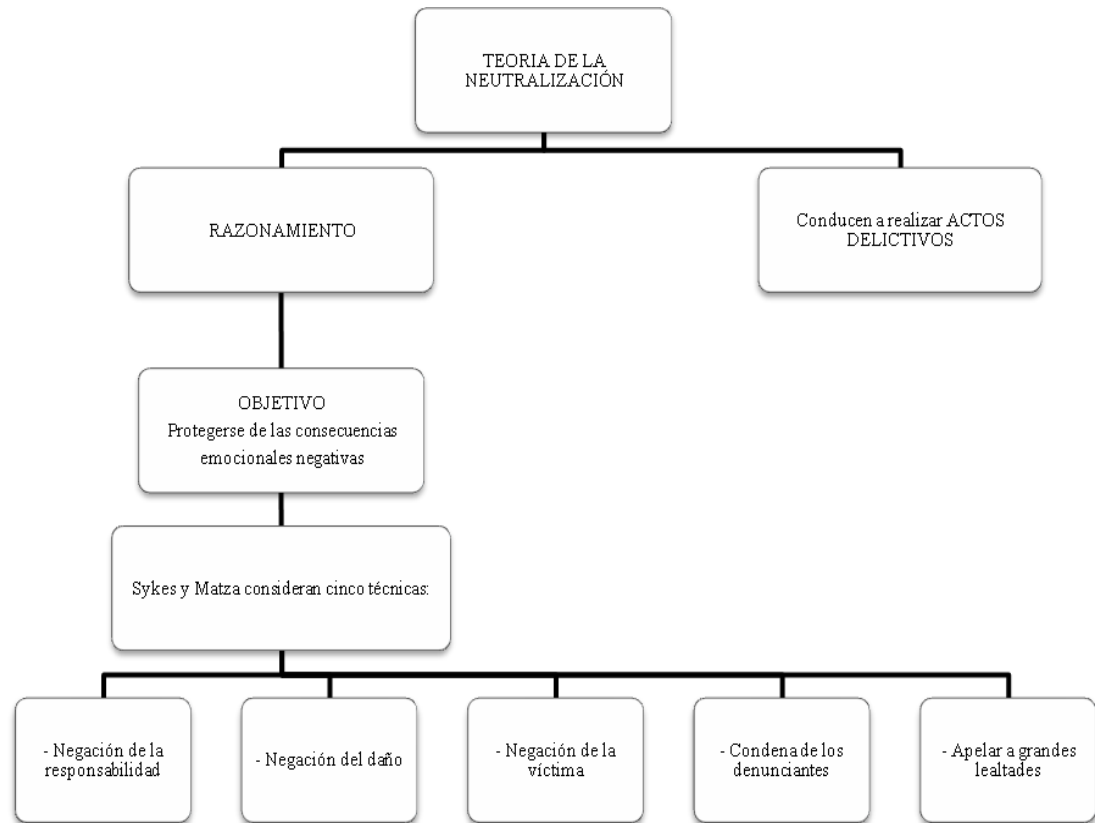 TEORIA DE LA
NEUTRALIZACIÓN
RAZONAMIENTO
Conducen a realizar ACTOS
DELICTIVOS
OBJETIVO
Protegerse de las consecuencias
emocionales negativas
Sykes y Matza consideran cinco técnicas:
- Negación de la
responsabilidad
- Negación del daño
- Negación de la
víctima
- Condena de los
denunciantes
- Apelar a grandes
lealtades